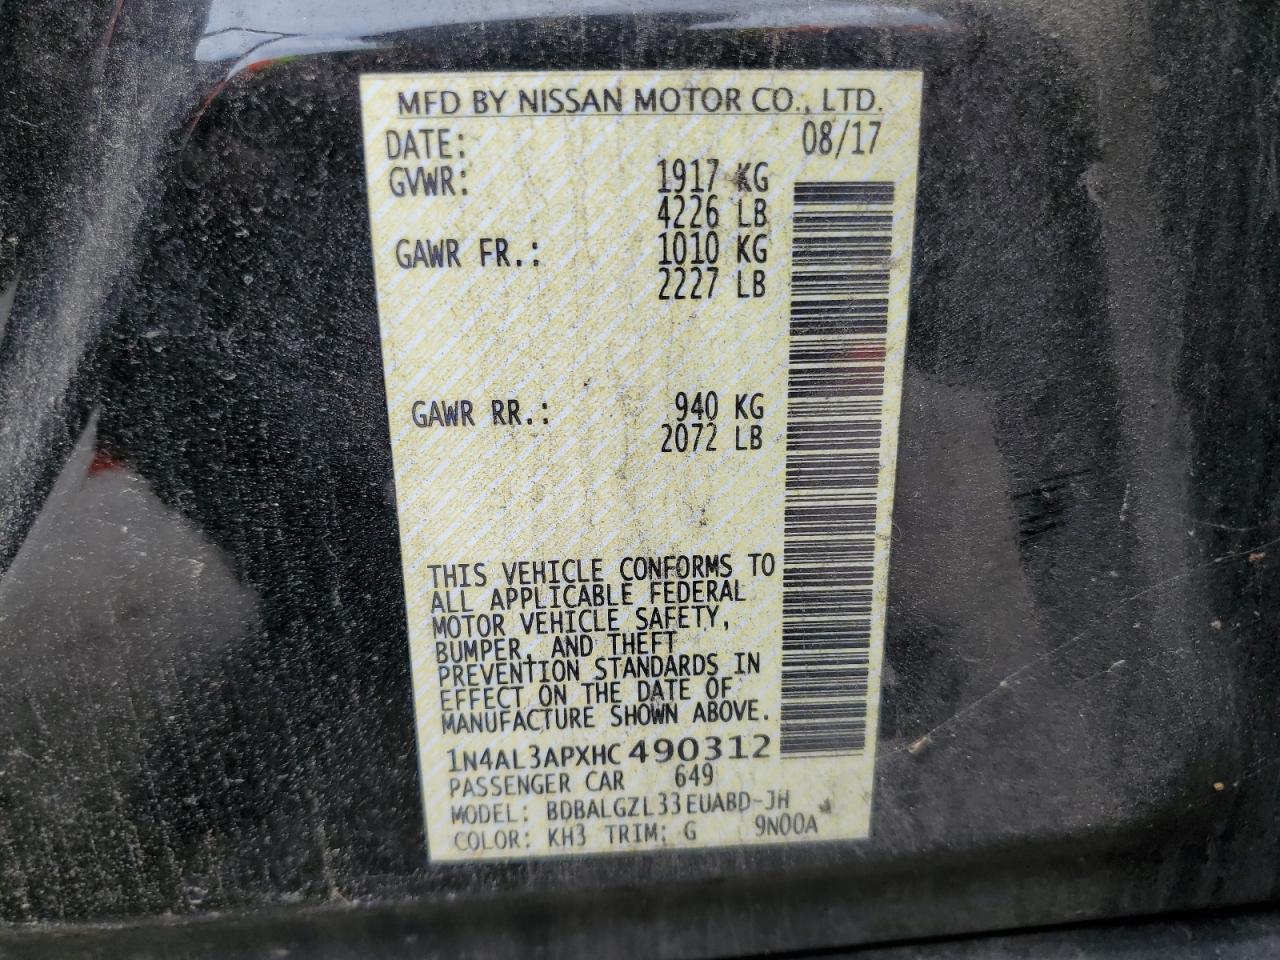 MFD BY NISSAN MOTOR CO., LTD.
DATE: 08/17
GVWR: 1917 KG
4226 LB
GAWR FR.: 1010 KG
2227 LB
GAWR RR.: 940 KG
2072 LB
THIS VEHICLE CONFORMS TO
ALL APPLICABLE FEDERAL
MOTOR VEHICLE SAFETY,
BUMPER, AND THEFT
PREVENTION STANDARDS IN
EFFECT ON THE DATE OF
MANUFACTURE SHOWN ABOVE.
1N4AL3APXHC490312
PASSENGER CAR 649
MODEL: BDBALGZL33EUABD-JH
COLOR: KH3 TRIM: G 9N00A